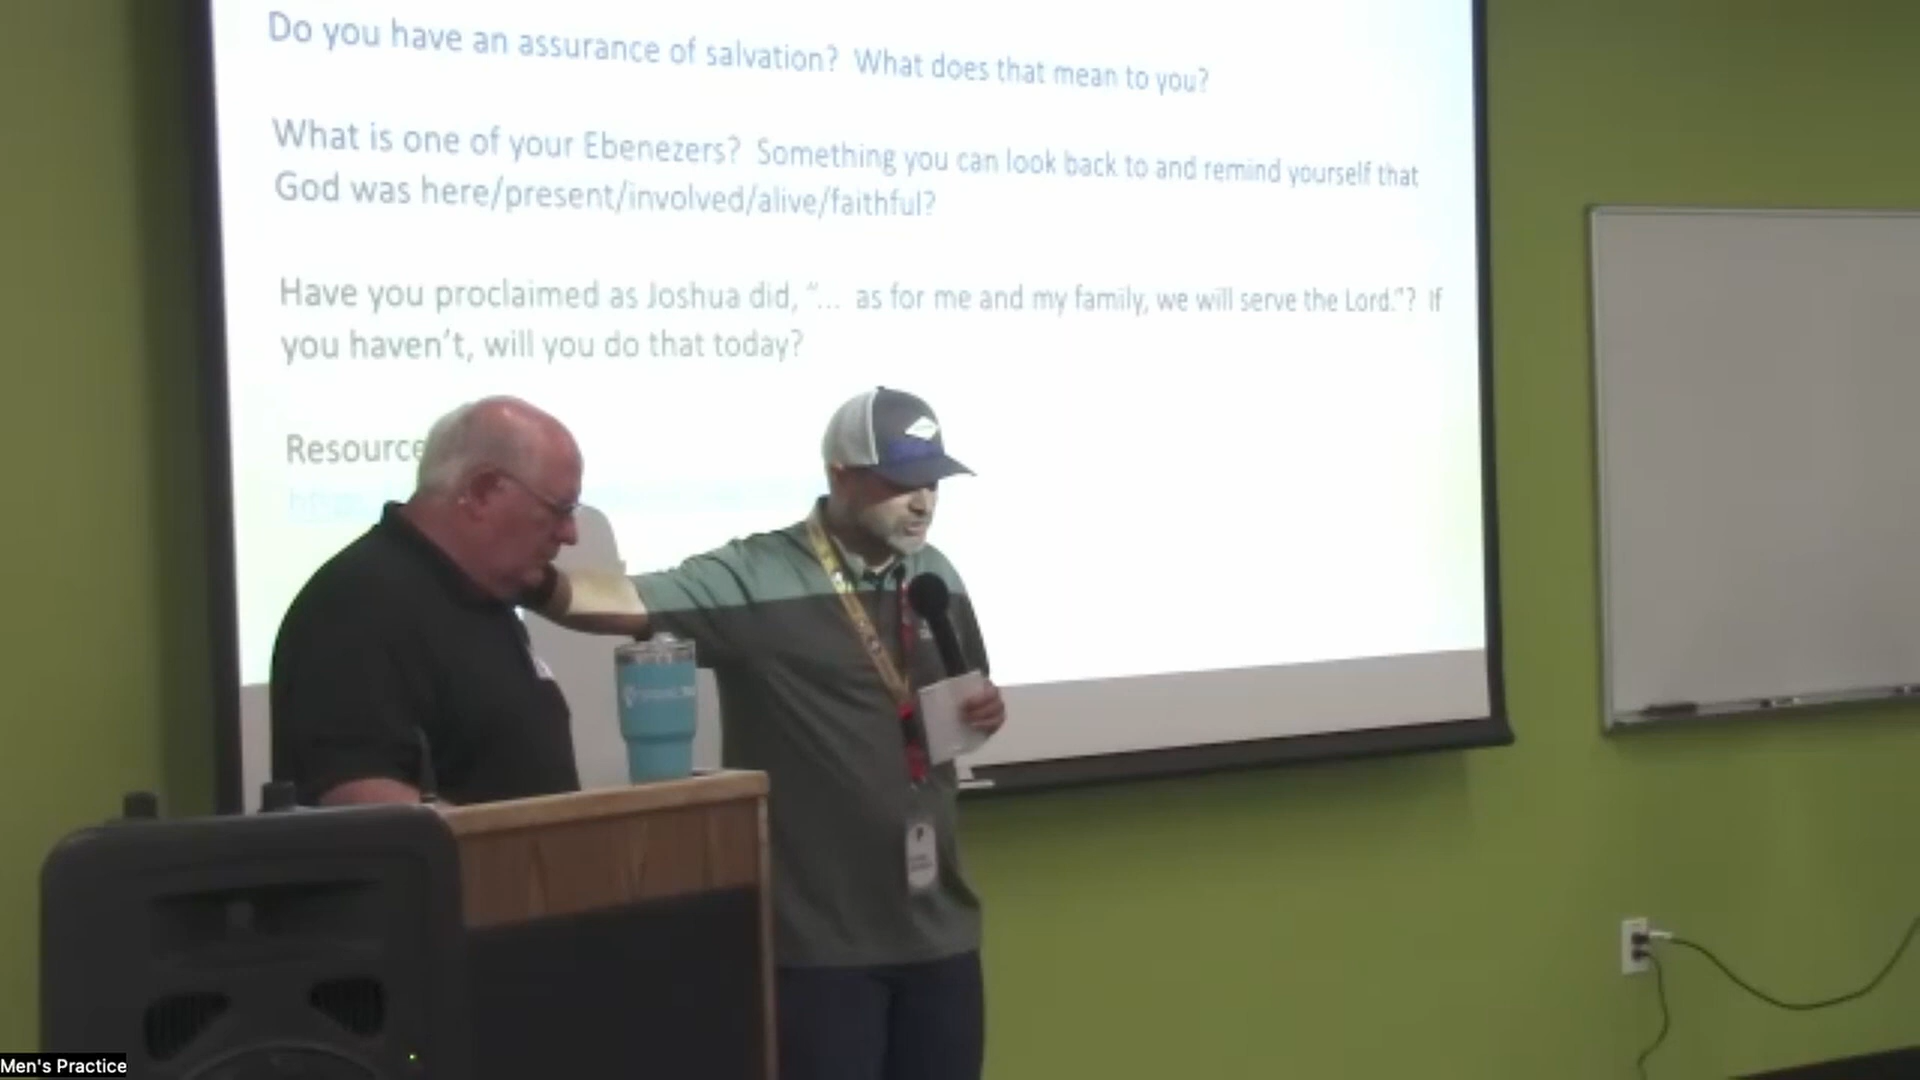 Do you have an assurance of salvation?  What does that mean to you?
What is one of your Ebenezers?  Something you can look back to and remind yourself that
God was here/present/involved/alive/faithful?
Have you proclaimed as Joshua did, “... as for me and my family, we will serve the Lord.”?  If
you haven’t, will you do that today?
Resource
Men's Practice